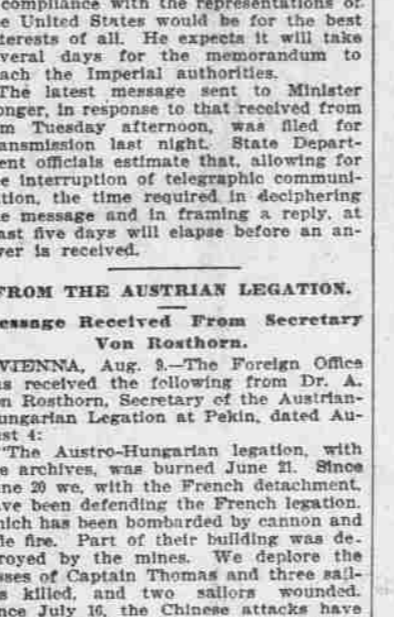 compliance with the representations of
e United States would be for the best
terests of all. He expects it will take
veral days for the memorandum to
ach the Imperial authorities.
The latest message sent to Minister
onger, in response to that received from
m Tuesday afternoon, was filed for
ansmission last night. State Depart-
ent officials estimate that, allowing for
e interruption of telegraphic communi-
tion, the time required in deciphering
e message and in framing a reply, at
ast five days will elapse before an an-
er is received.
FROM THE AUSTRIAN LEGATION.
essage Received From Secretary
Von Rosthorn.
VIENNA, Aug. 9.—The Foreign Office
s received the following from Dr. A.
n Rosthorn, Secretary of the Austrian-
ungarian Legation at Pekin, dated Au-
st 4:
"The Austro-Hungarian legation, with
e archives, was burned June 21. Since
ne 20 we, with the French detachment,
ve been defending the French legation.
hich has been bombarded by cannon and
le fire. Part of their building was de-
royed by the mines. We deplore the
sses of Captain Thomas and three sail-
s killed, and two sailors wounded.
nce July 16, the Chinese attacks have